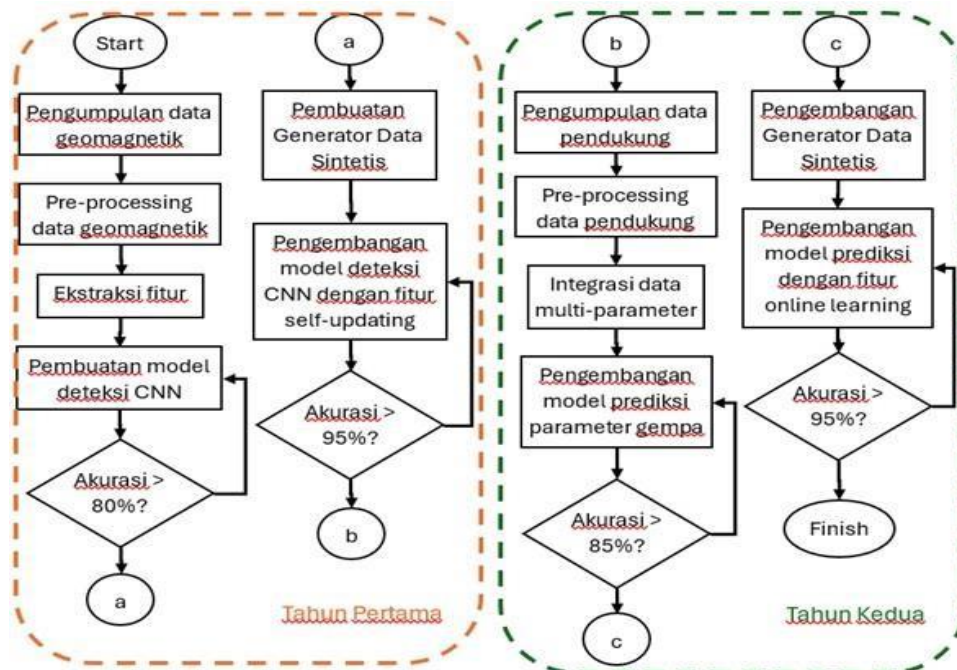 Start
Pengumpulan data
geomagnetik
Pre-processing
data geomagnetik
Ekstraksi fitur
Pembuatan model
deteksi CNN
Akurasi >
80%?
a
a
Pembuatan
Generator Data
Sintetis
Pengembangan
model deteksi
CNN dengan fitur
self-updating
Akurasi >
95%?
b
Tahun Pertama
b
Pengumpulan data
pendukung
Pre-processing
data pendukung
Integrasi data
multi-parameter
Pengembangan
model prediksi
parameter gempa
Akurasi >
85%?
c
c
Pengembangan
Generator Data
Sintetis
Pengembangan
model prediksi
dengan fitur
online learning
Akurasi >
95%?
Finish
Tahun Kedua